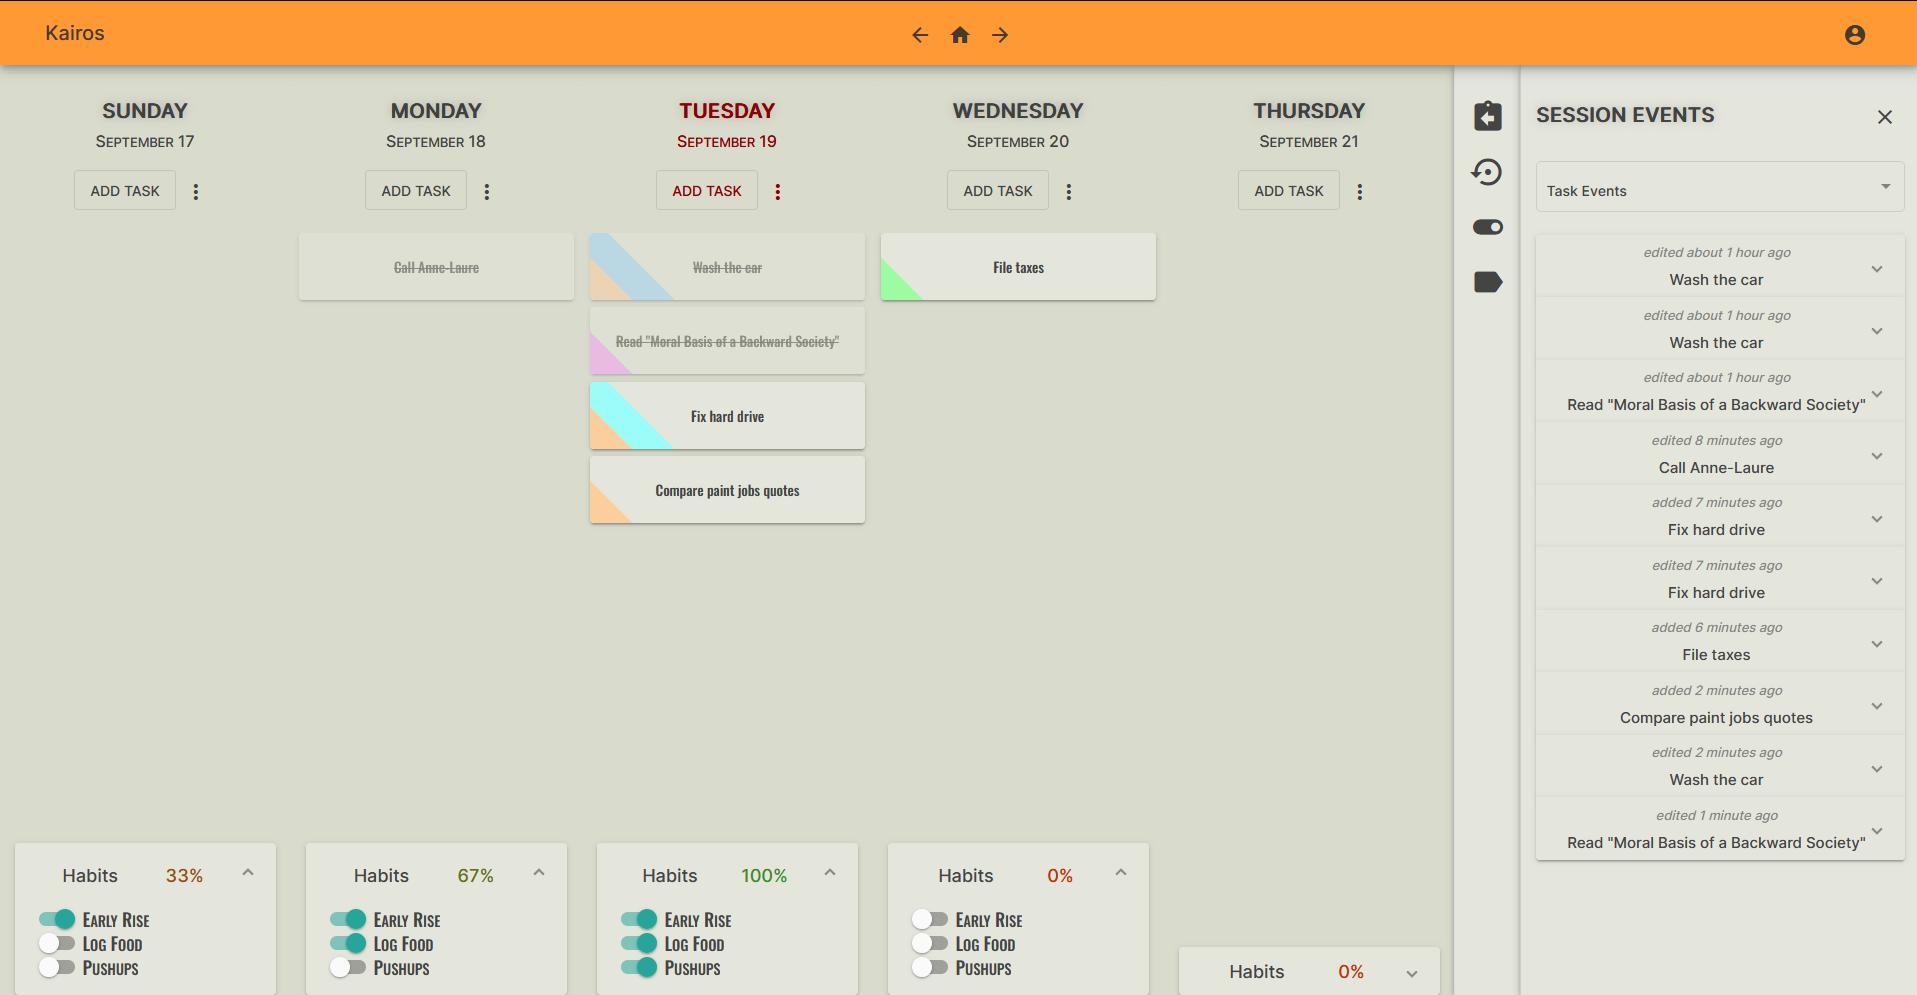 Kairos
SUNDAY
SEPTEMBER 17
ADD TASK
MONDAY
SEPTEMBER 18
ADD TASK
Call Anne-Laure
TUESDAY
SEPTEMBER 19
ADD TASK
Wash the car
Read "Moral Basis of a Backward Society"
Fix hard drive
Compare paint jobs quotes
WEDNESDAY
SEPTEMBER 20
ADD TASK
File taxes
THURSDAY
SEPTEMBER 21
ADD TASK
Habits 33%
EARLY RISE
LOG FOOD
PUSHUPS
Habits 67%
EARLY RISE
LOG FOOD
PUSHUPS
Habits 100%
EARLY RISE
LOG FOOD
PUSHUPS
Habits 0%
EARLY RISE
LOG FOOD
PUSHUPS
Habits 0%
SESSION EVENTS
Task Events
edited about 1 hour ago
Wash the car
edited about 1 hour ago
Wash the car
edited about 1 hour ago
Read "Moral Basis of a Backward Society"
edited 8 minutes ago
Call Anne-Laure
added 7 minutes ago
Fix hard drive
edited 7 minutes ago
Fix hard drive
added 6 minutes ago
File taxes
added 2 minutes ago
Compare paint jobs quotes
edited 2 minutes ago
Wash the car
edited 1 minute ago
Read "Moral Basis of a Backward Society"